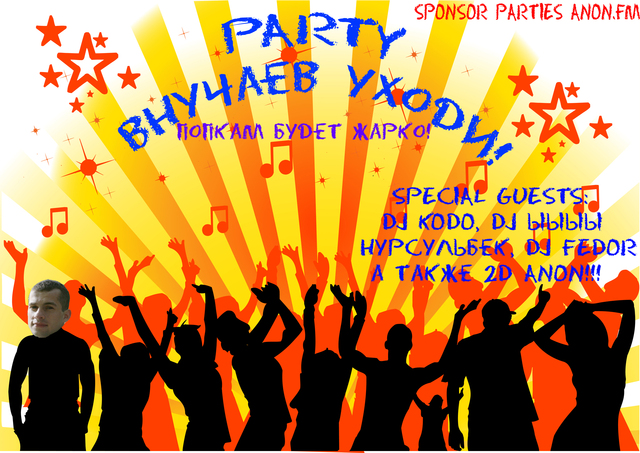 SPONSOR PARTIES ANON.FM
PARTY
ВНУЧАЕВ УХОДИ!
ПОПКАМ БУДЕТ ЖАРКО!
SPECIAL GUESTS:
DJ KODO, DJ ЫЫЫЫ
НУРСУЛЬБЕК, DJ FEDOR
А ТАКЖЕ 2D ANON!!!